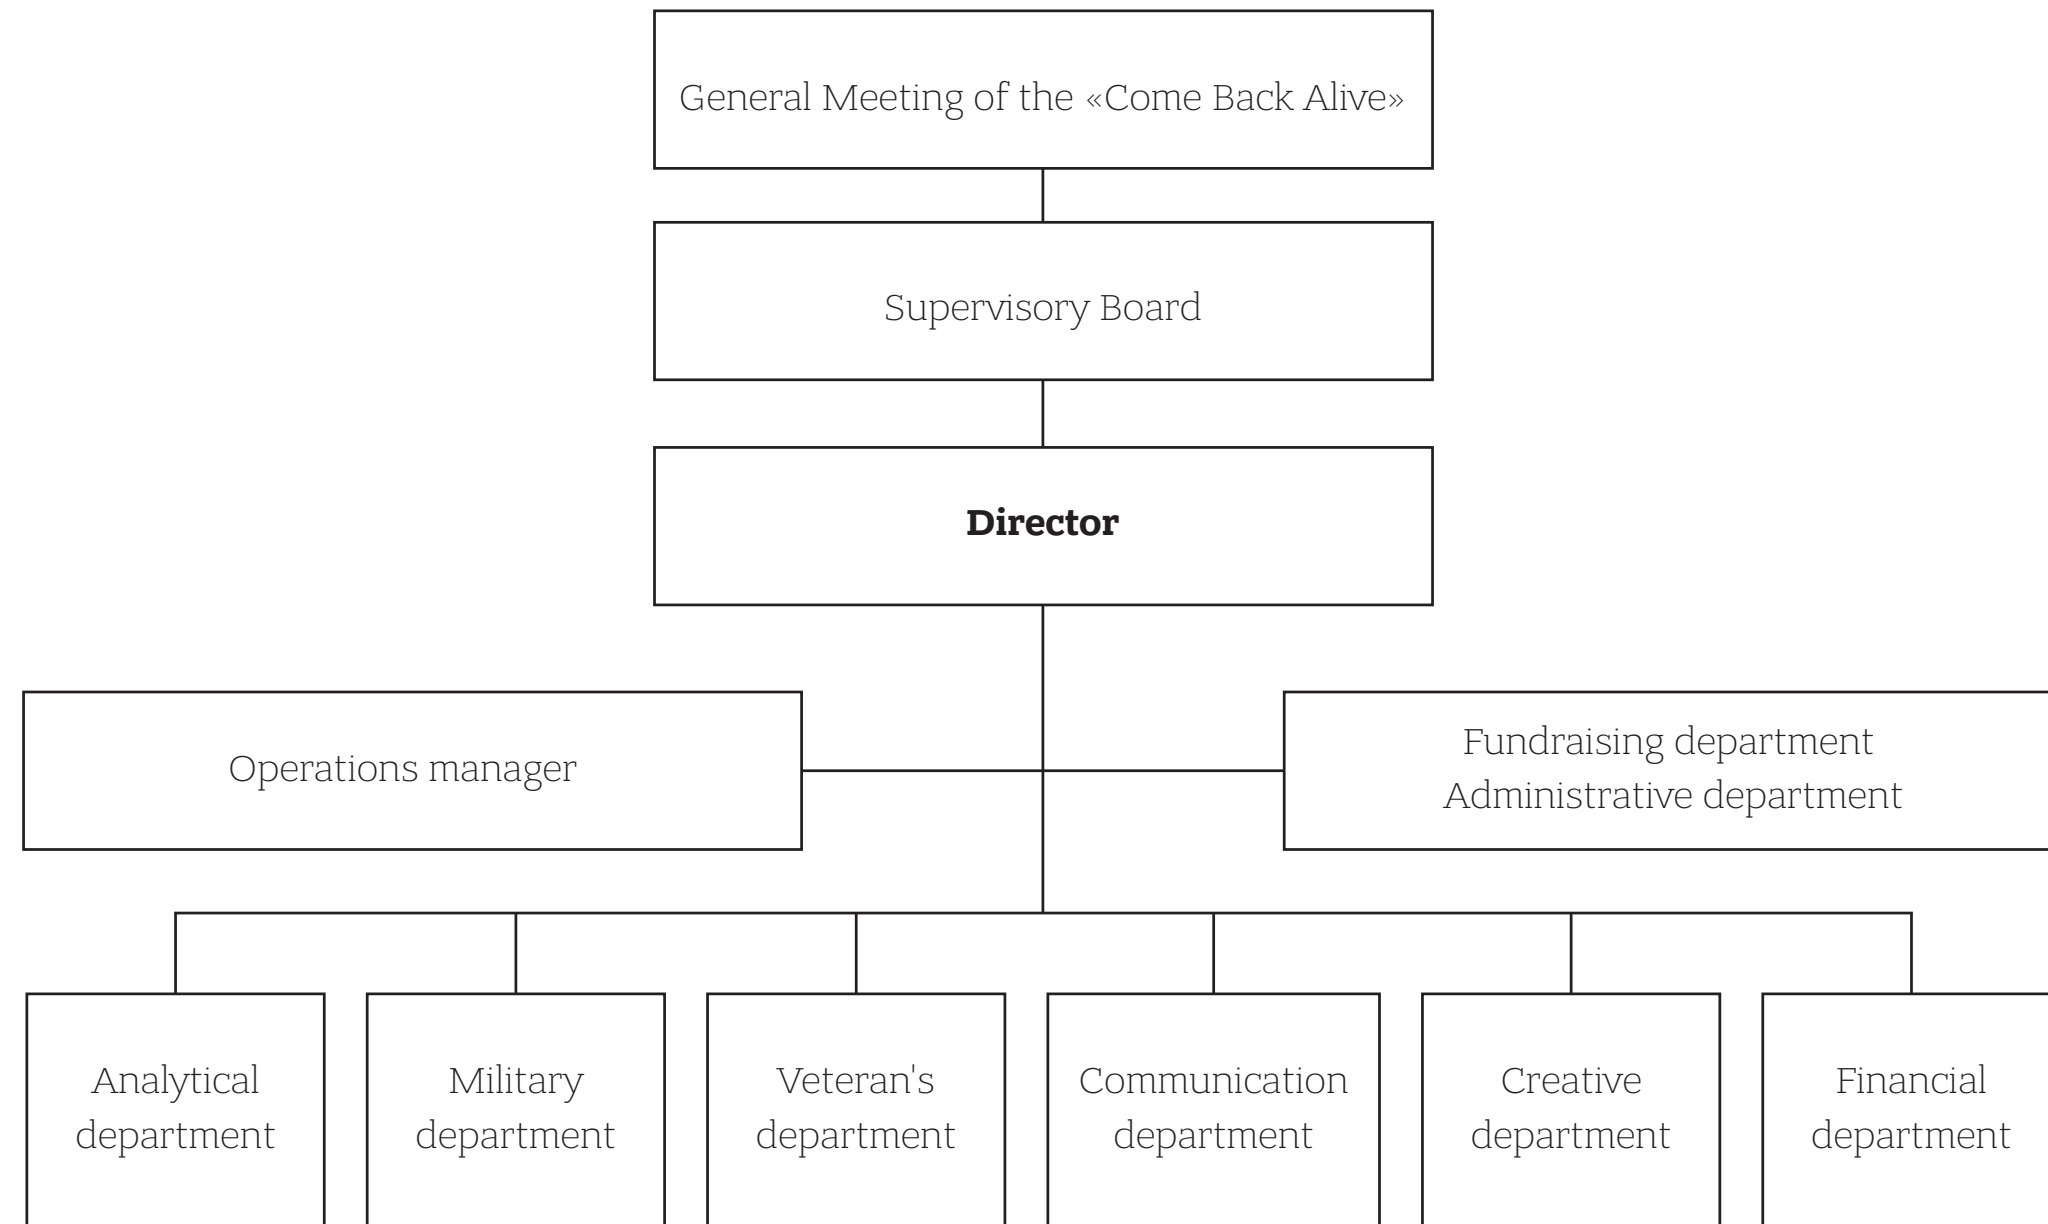 General Meeting of the «Come Back Alive»
Supervisory Board
Director
Operations manager
Fundraising department
Administrative department
Analytical
department
Military
department
Veteran's
department
Communication
department
Creative
department
Financial
department